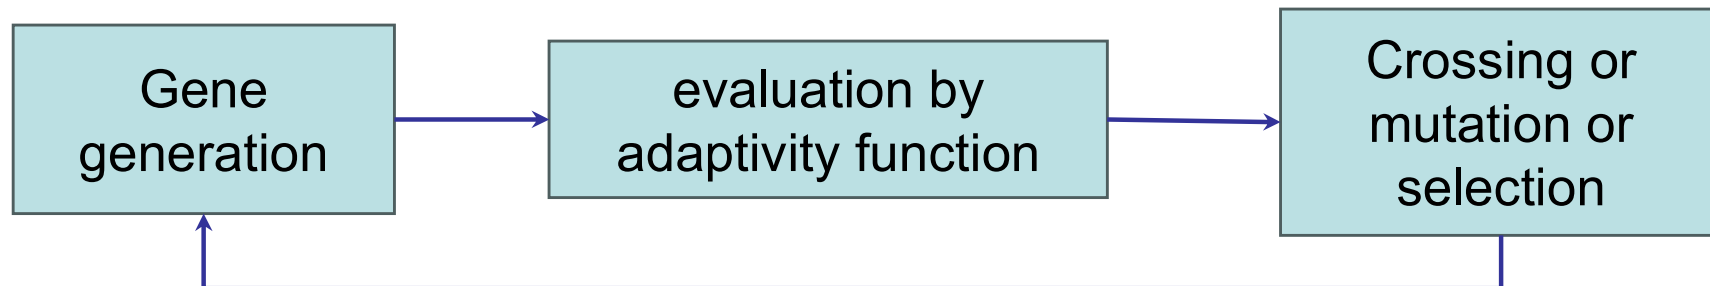 Gene
generation
evaluation by
adaptivity function
Crossing or
mutation or
selection